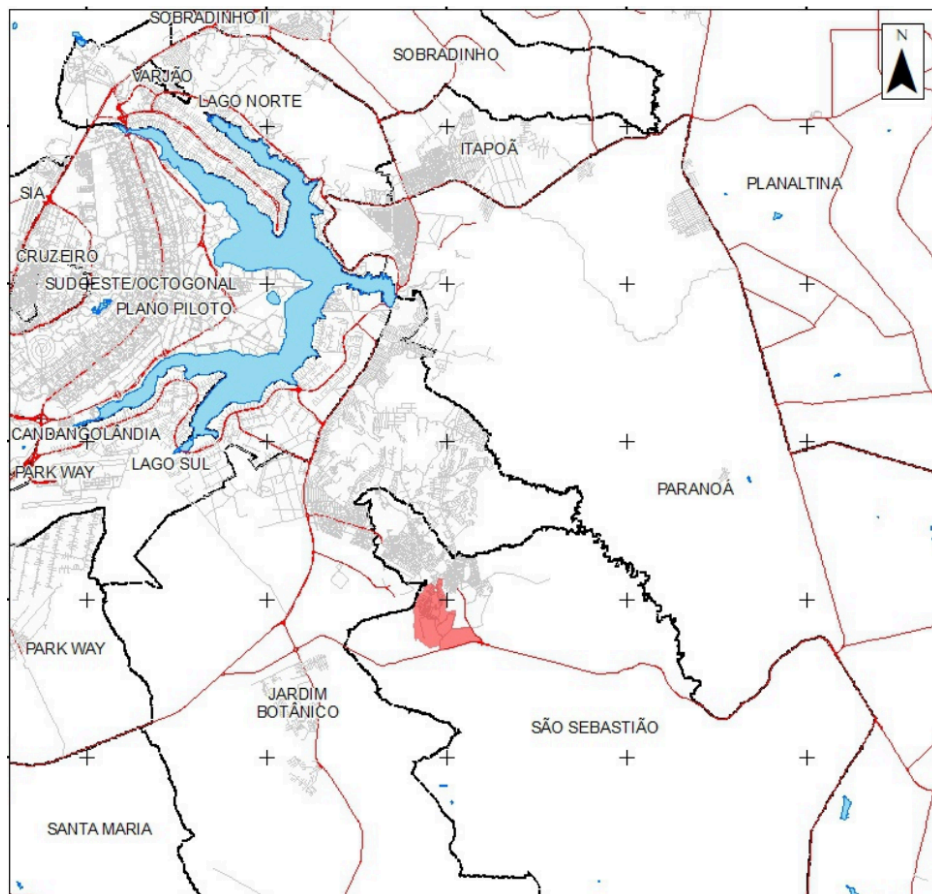 SOBRADINHO II
N
SOBRADINHO
VARJÃO
LAGO NORTE
ITAPOÃ
SIA
PLANALTINA
CRUZEIRO
SUDOESTE/OCTOGONAL
PLANO PILOTO
CANDANGOLÂNDIA
LAGO SUL
PARK WAY
PARANOÁ
PARK WAY
JARDIM
BOTÂNICO
SÃO SEBASTIÃO
SANTA MARIA